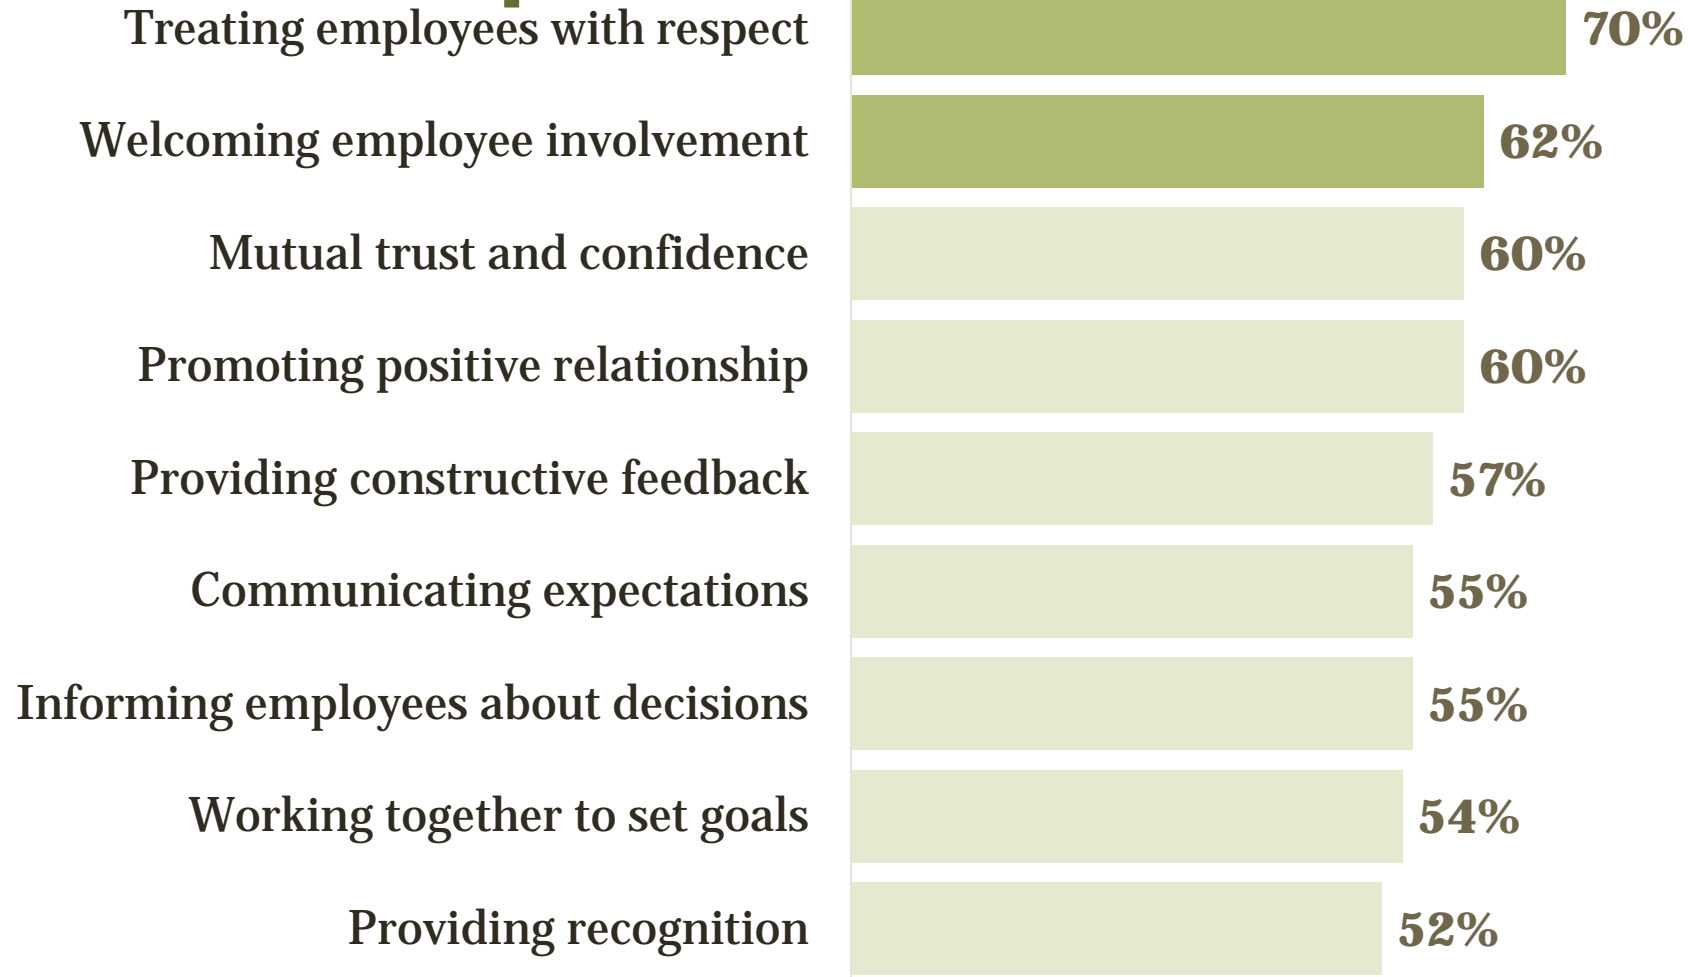 Treating employees with respect 70%
Welcoming employee involvement 62%
Mutual trust and confidence 60%
Promoting positive relationship 60%
Providing constructive feedback 57%
Communicating expectations 55%
Informing employees about decisions 55%
Working together to set goals 54%
Providing recognition 52%